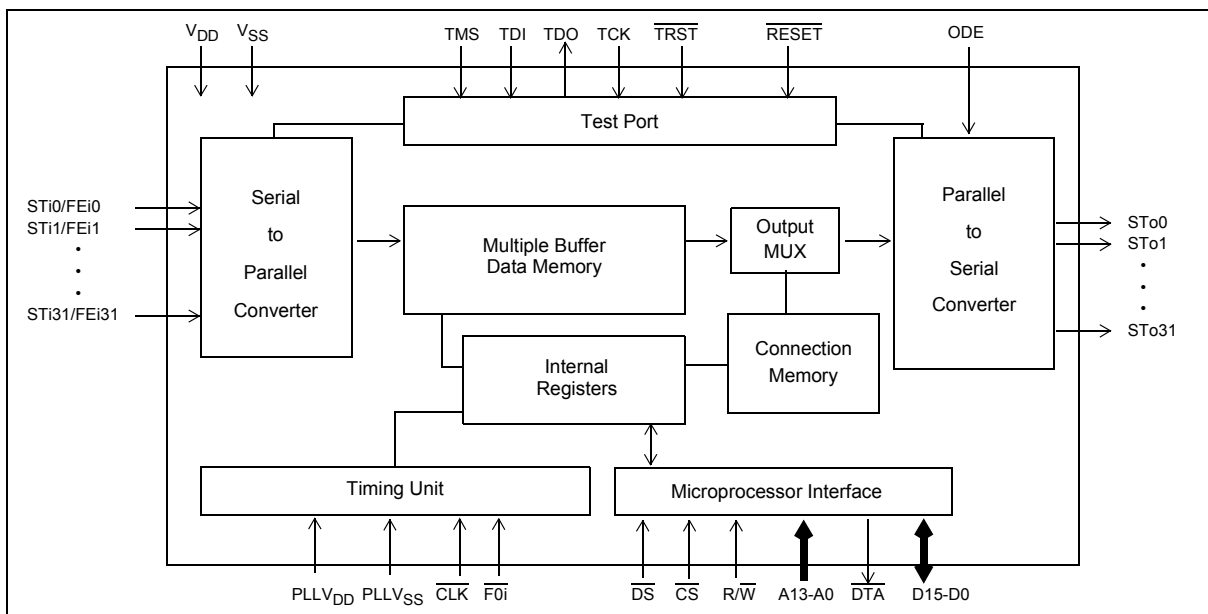 VDD VSS TMS TDI TDO TCK TRST RESET ODE
Test Port
Serial
to
Parallel
Converter
STi0/FEi0
STi1/FEi1
STi31/FEi31
Multiple Buffer
Data Memory
Output
MUX
Parallel
to
Serial
Converter
STo0
STo1
STo31
Internal
Registers
Connection
Memory
Timing Unit
Microprocessor Interface
PLLVDD PLLVSS CLK F0i DS CS R/W A13-A0 DTA D15-D0